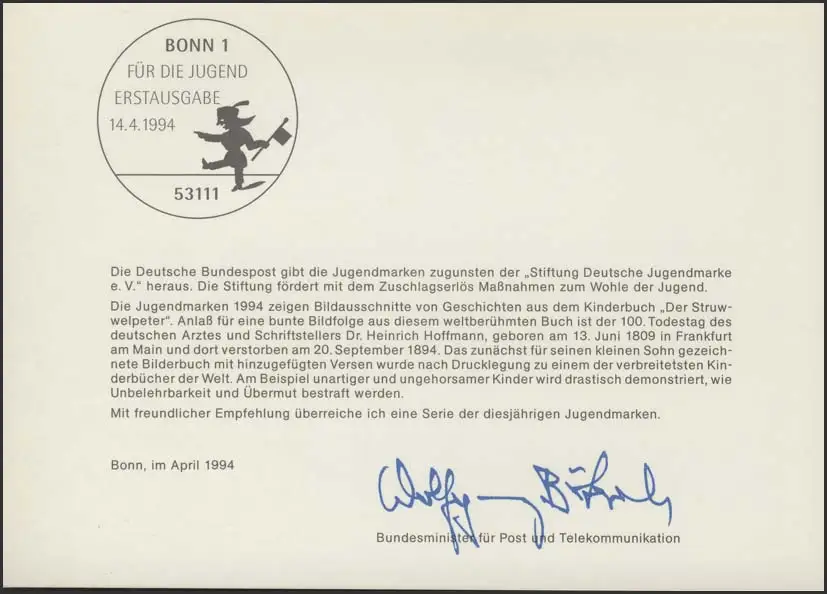 BONN 1
FÜR DIE JUGEND
ERSTAUSGABE
14.4.1994
53111
Die Deutsche Bundespost gibt die Jugendmarken zugunsten der „Stiftung Deutsche Jugendmarke
e. V.“ heraus. Die Stiftung fördert mit dem Zuschlagserlös Maßnahmen zum Wohle der Jugend.
Die Jugendmarken 1994 zeigen Bildausschnitte von Geschichten aus dem Kinderbuch „Der Struw-
welpeter“. Anlaß für eine bunte Bildfolge aus diesem weltberühmten Buch ist der 100. Todestag des
deutschen Arztes und Schriftstellers Dr. Heinrich Hoffmann, geboren am 13. Juni 1809 in Frankfurt
am Main und dort verstorben am 20. September 1894. Das zunächst für seinen kleinen Sohn gezeich-
nete Bilderbuch mit hinzugefügten Versen wurde nach Drucklegung zu einem der verbreitetsten Kin-
derbücher der Welt. Am Beispiel unartiger und ungehorsamer Kinder wird drastisch demonstriert, wie
Unbelehrbarkeit und Übermut bestraft werden.
Mit freundlicher Empfehlung überreiche ich eine Serie der diesjährigen Jugendmarken.
Bonn, im April 1994
Wolfgang Bötsch
Bundesminister für Post und Telekommunikation